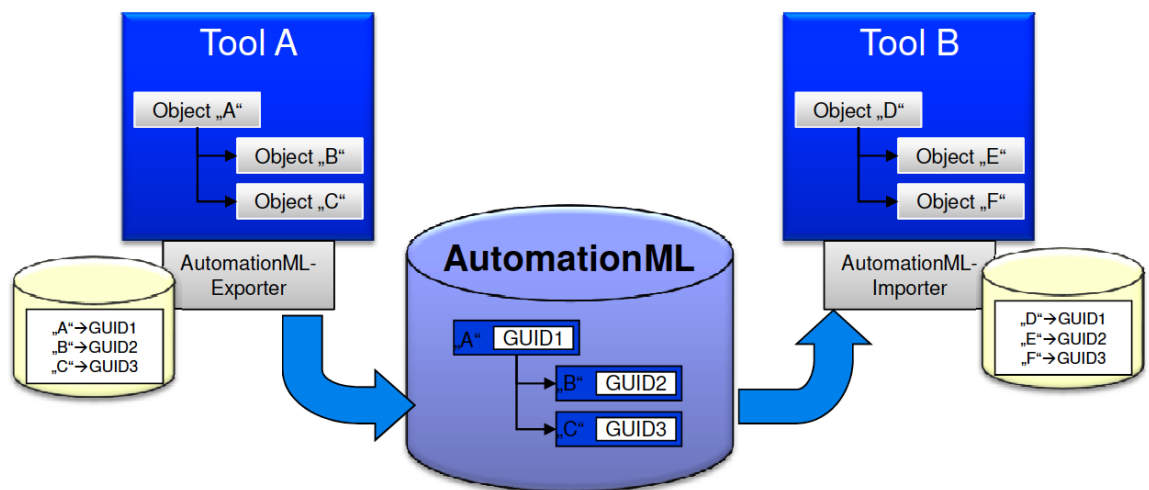 Tool A
Object „A“
Object „B“
Object „C“
AutomationML-
Exporter
„A“→GUID1
„B“→GUID2
„C“→GUID3
AutomationML
„A“ GUID1
„B“ GUID2
„C“ GUID3
Tool B
Object „D“
Object „E“
Object „F“
AutomationML-
Importer
„D“→GUID1
„E“→GUID2
„F“→GUID3